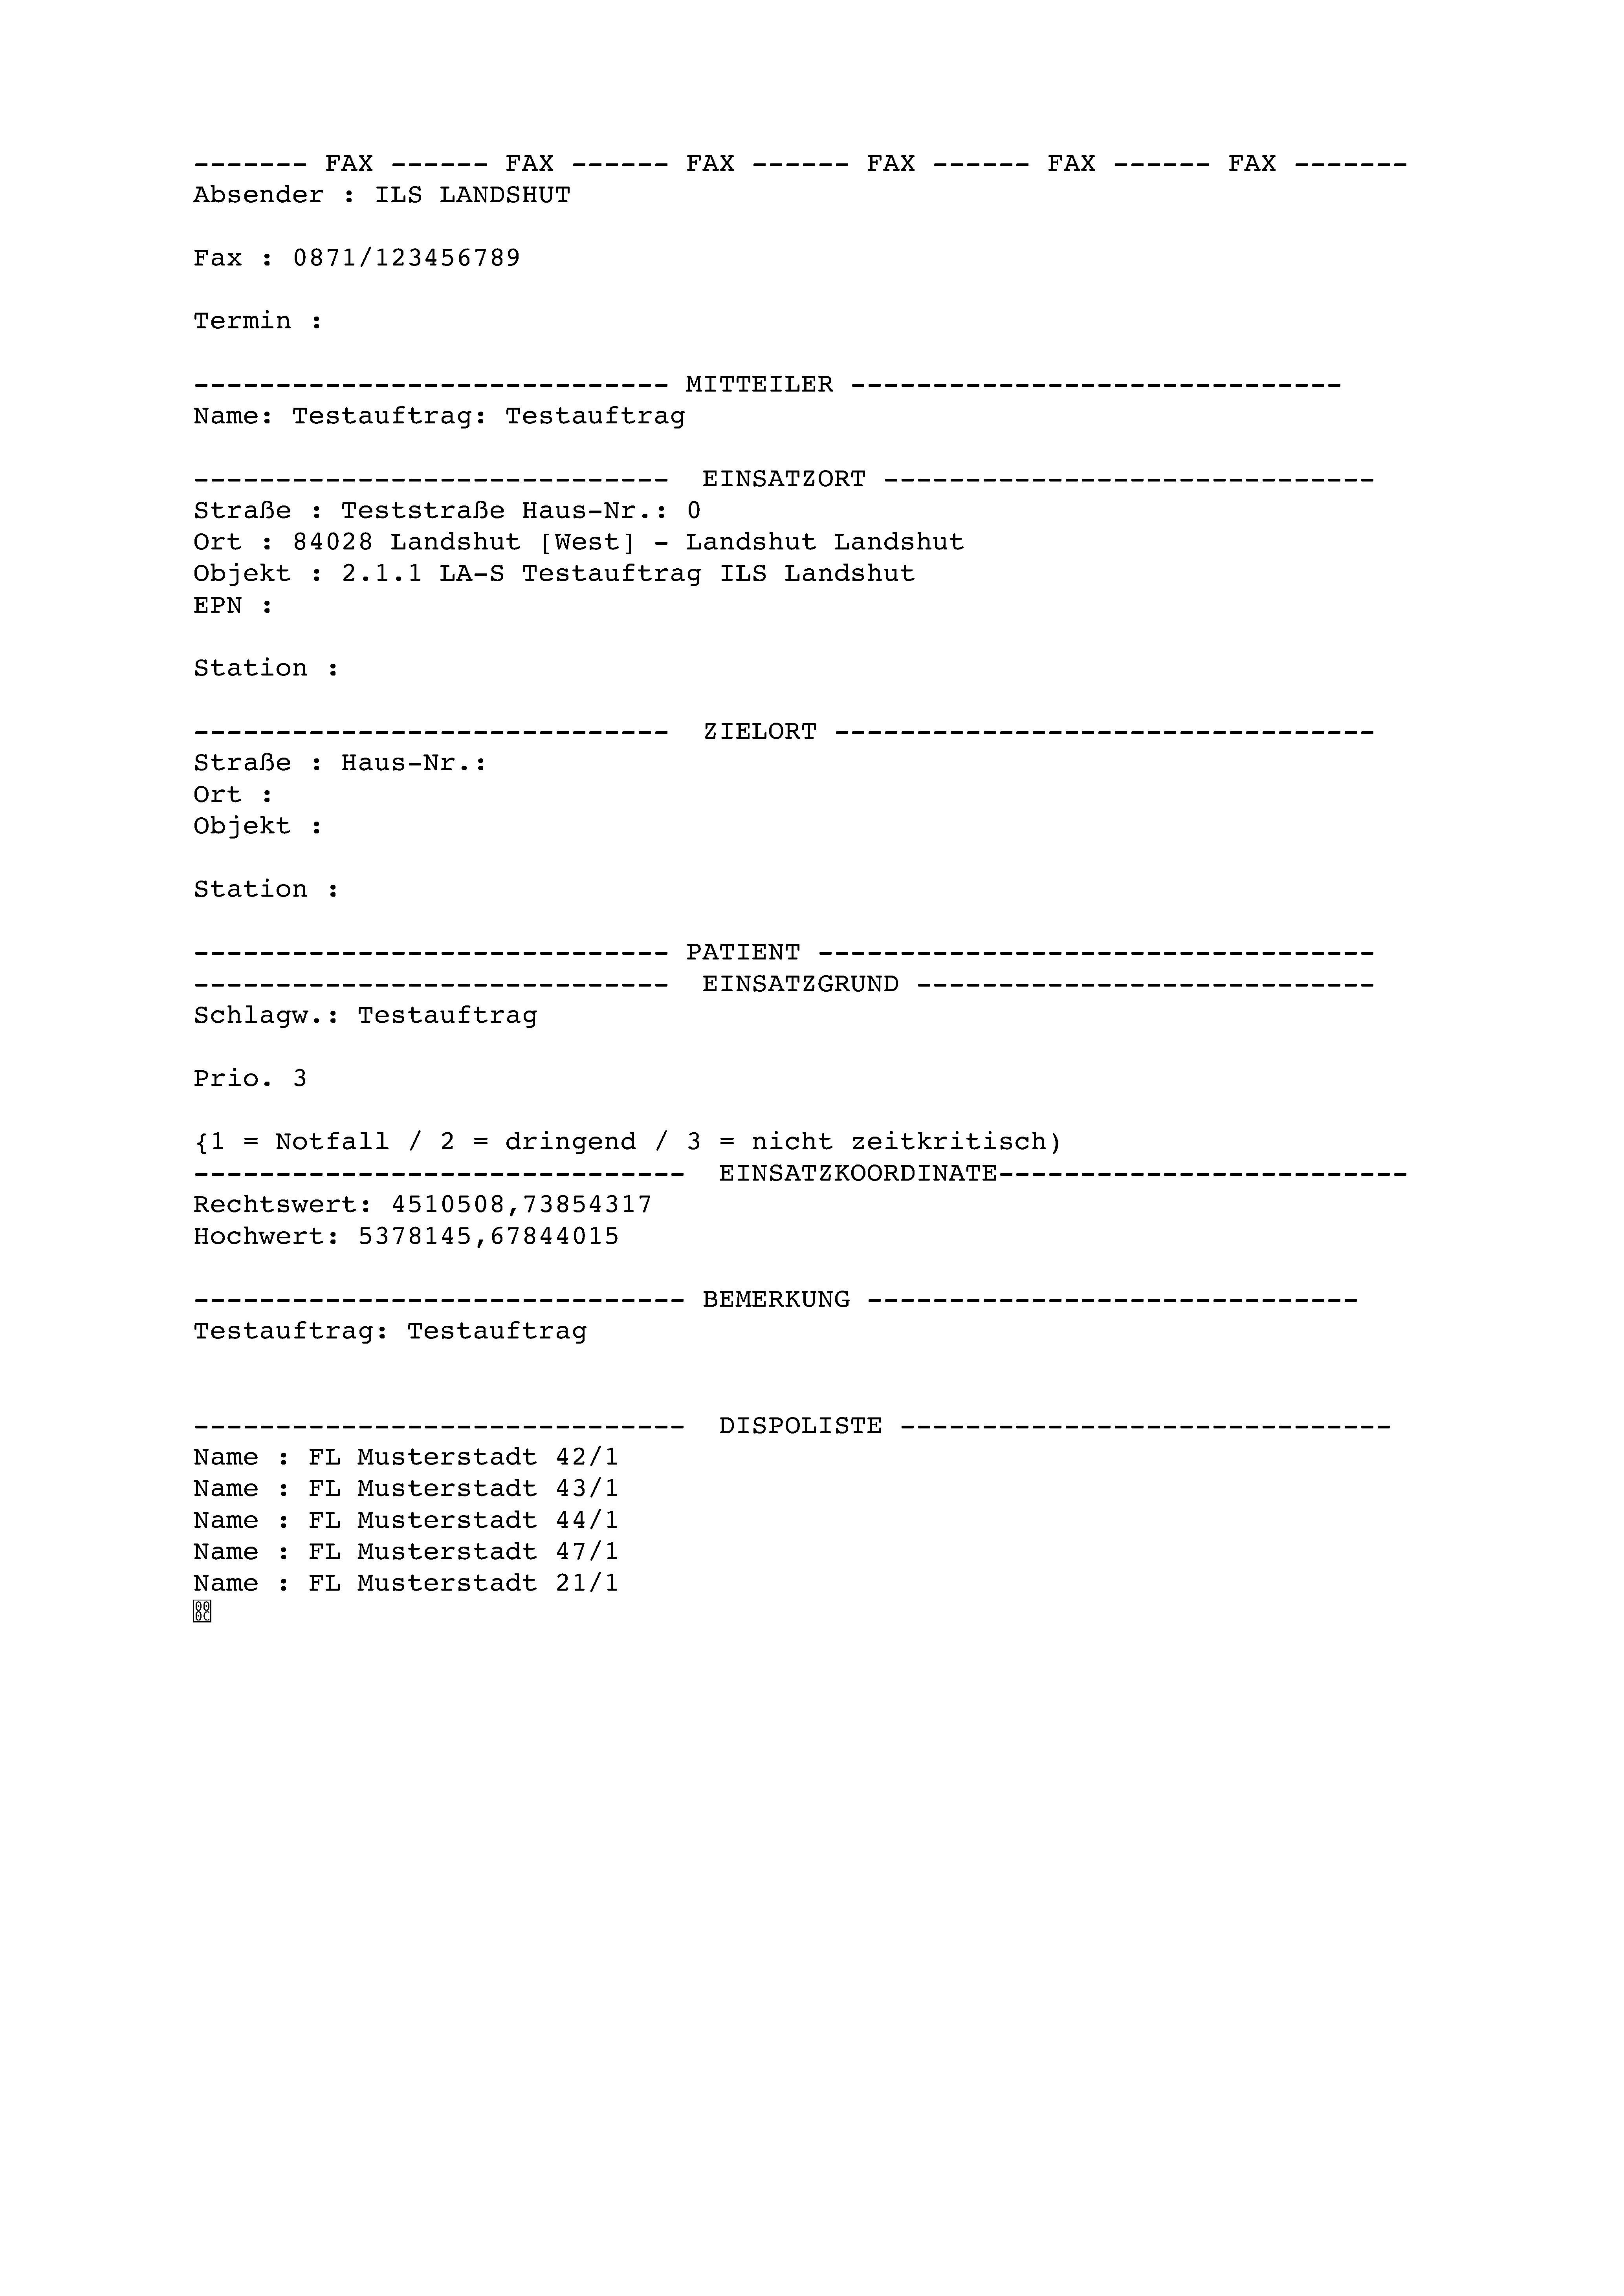 ------- FAX ------ FAX ------ FAX ------ FAX ------ FAX ------ FAX -------
Absender : ILS LANDSHUT
Fax : 0871/123456789
Termin :
----------------------------- MITTEILER ------------------------------
Name: Testauftrag: Testauftrag
-----------------------------  EINSATZORT ------------------------------
Straße : Teststraße Haus-Nr.: 0
Ort : 84028 Landshut [West] - Landshut Landshut
Objekt : 2.1.1 LA-S Testauftrag ILS Landshut
EPN :
Station :
-----------------------------  ZIELORT ---------------------------------
Straße : Haus-Nr.:
Ort :
Objekt :
Station :
----------------------------- PATIENT ----------------------------------
-----------------------------  EINSATZGRUND ----------------------------
Schlagw.: Testauftrag
Prio. 3
{1 = Notfall / 2 = dringend / 3 = nicht zeitkritisch)
------------------------------  EINSATZKOORDINATE-------------------------
Rechtswert: 4510508,73854317
Hochwert: 5378145,67844015
------------------------------ BEMERKUNG ------------------------------
Testauftrag: Testauftrag
------------------------------  DISPOLISTE ------------------------------
Name : FL Musterstadt 42/1
Name : FL Musterstadt 43/1
Name : FL Musterstadt 44/1
Name : FL Musterstadt 47/1
Name : FL Musterstadt 21/1